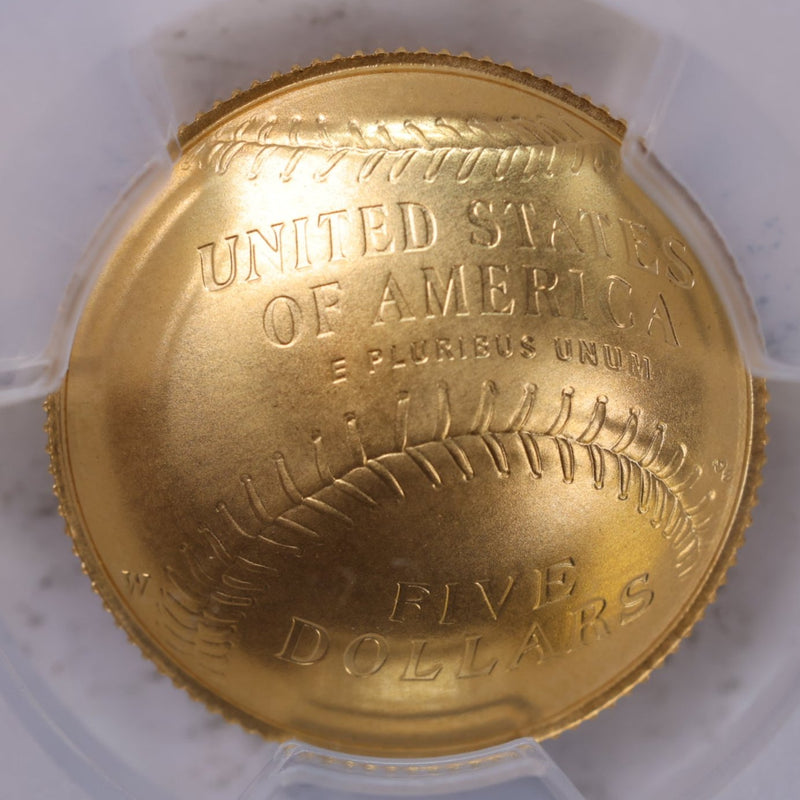 UNITED STATES
OF AMERICA
E PLURIBUS UNUM
W
FIVE
DOLLARS